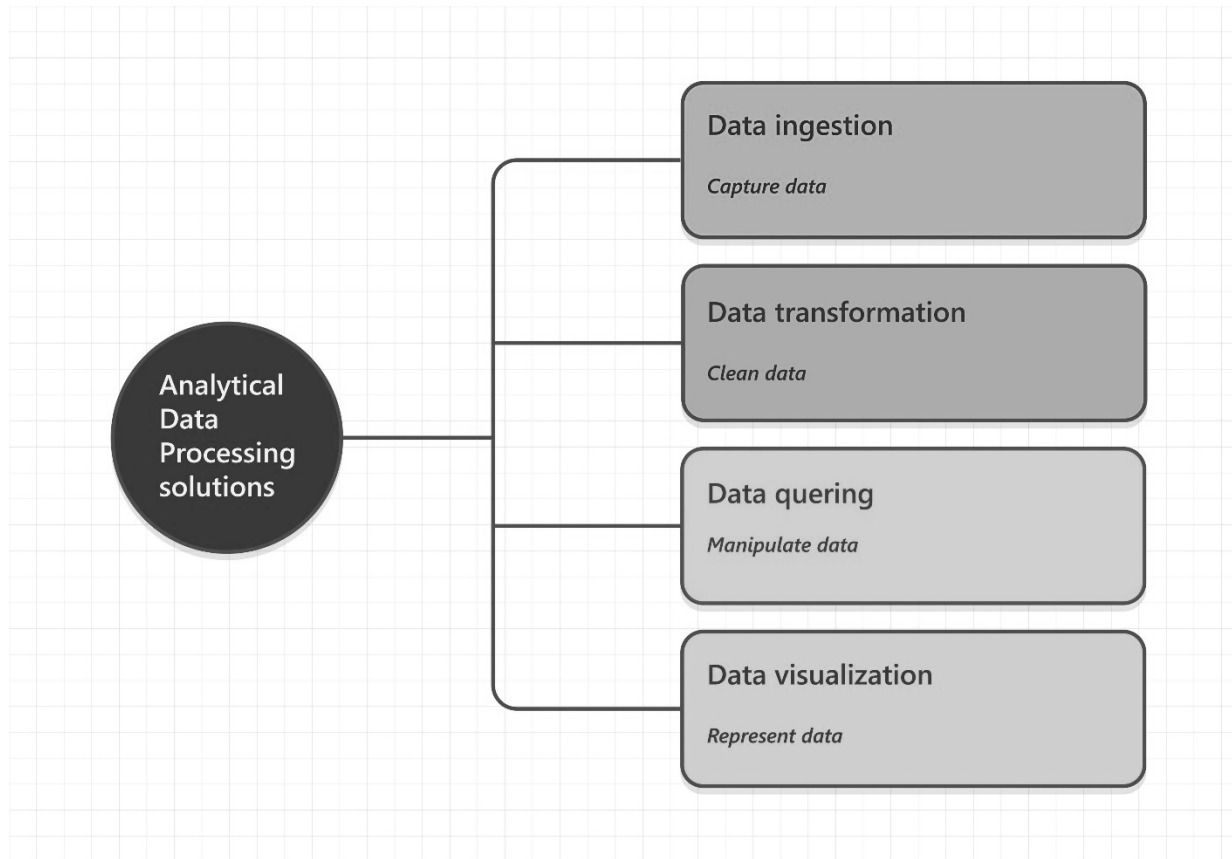 Analytical
Data
Processing
solutions
Data ingestion
Capture data
Data transformation
Clean data
Data quering
Manipulate data
Data visualization
Represent data